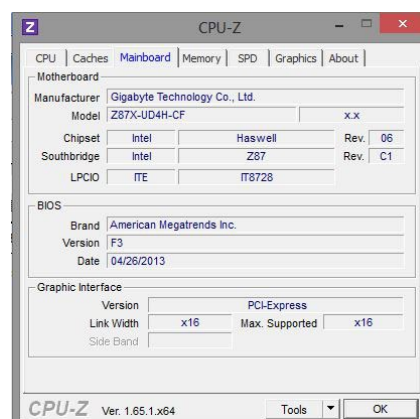 Z CPU-Z
CPU Caches Mainboard Memory SPD Graphics About
Motherboard
Manufacturer Gigabyte Technology Co., Ltd.
Model Z87X-UD4H-CF x.x
Chipset Intel Haswell Rev. 06
Southbridge Intel Z87 Rev. C1
LPCIO ITE IT8728
BIOS
Brand American Megatrends Inc.
Version F3
Date 04/26/2013
Graphic Interface
Version PCI-Express
Link Width x16 Max. Supported x16
Side Band
CPU-Z Ver. 1.65.1.x64 Tools OK